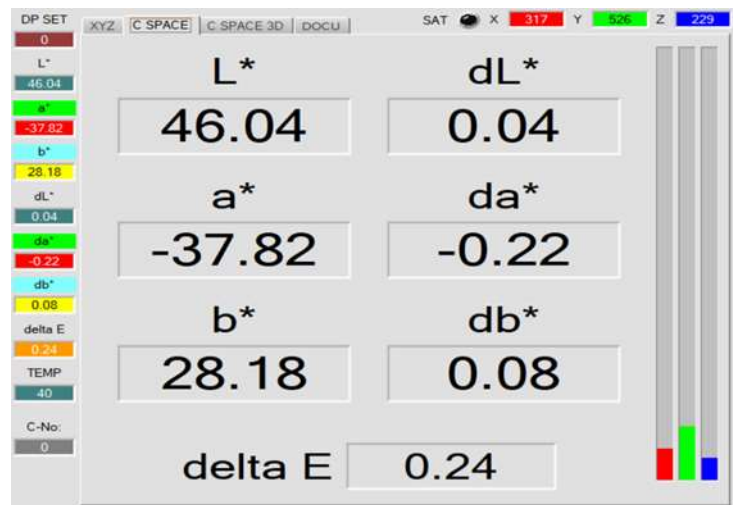 DP SET
0
L*
46.04
a*
-37.82
b*
28.18
dL*
0.04
da*
-0.22
db*
0.08
delta E
0.24
TEMP
40
C-No:
0
XYZ C SPACE C SPACE 3D DOCU
SAT X 317 Y 526 Z 229
L* dL*
46.04 0.04
a* da*
-37.82 -0.22
b* db*
28.18 0.08
delta E 0.24